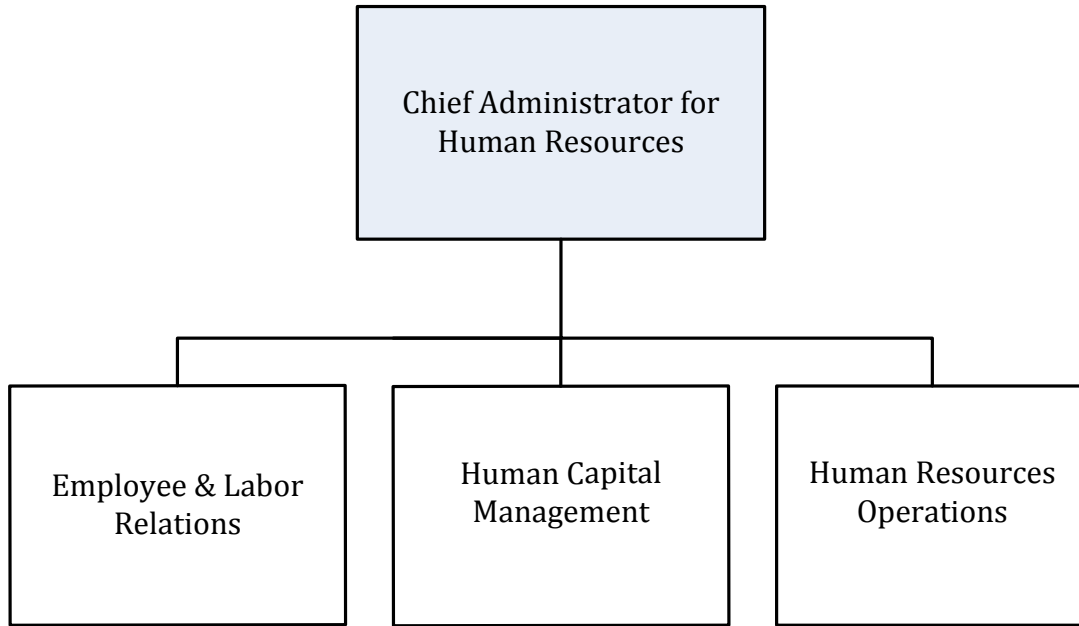 Chief Administrator for
Human Resources
Employee & Labor
Relations
Human Capital
Management
Human Resources
Operations